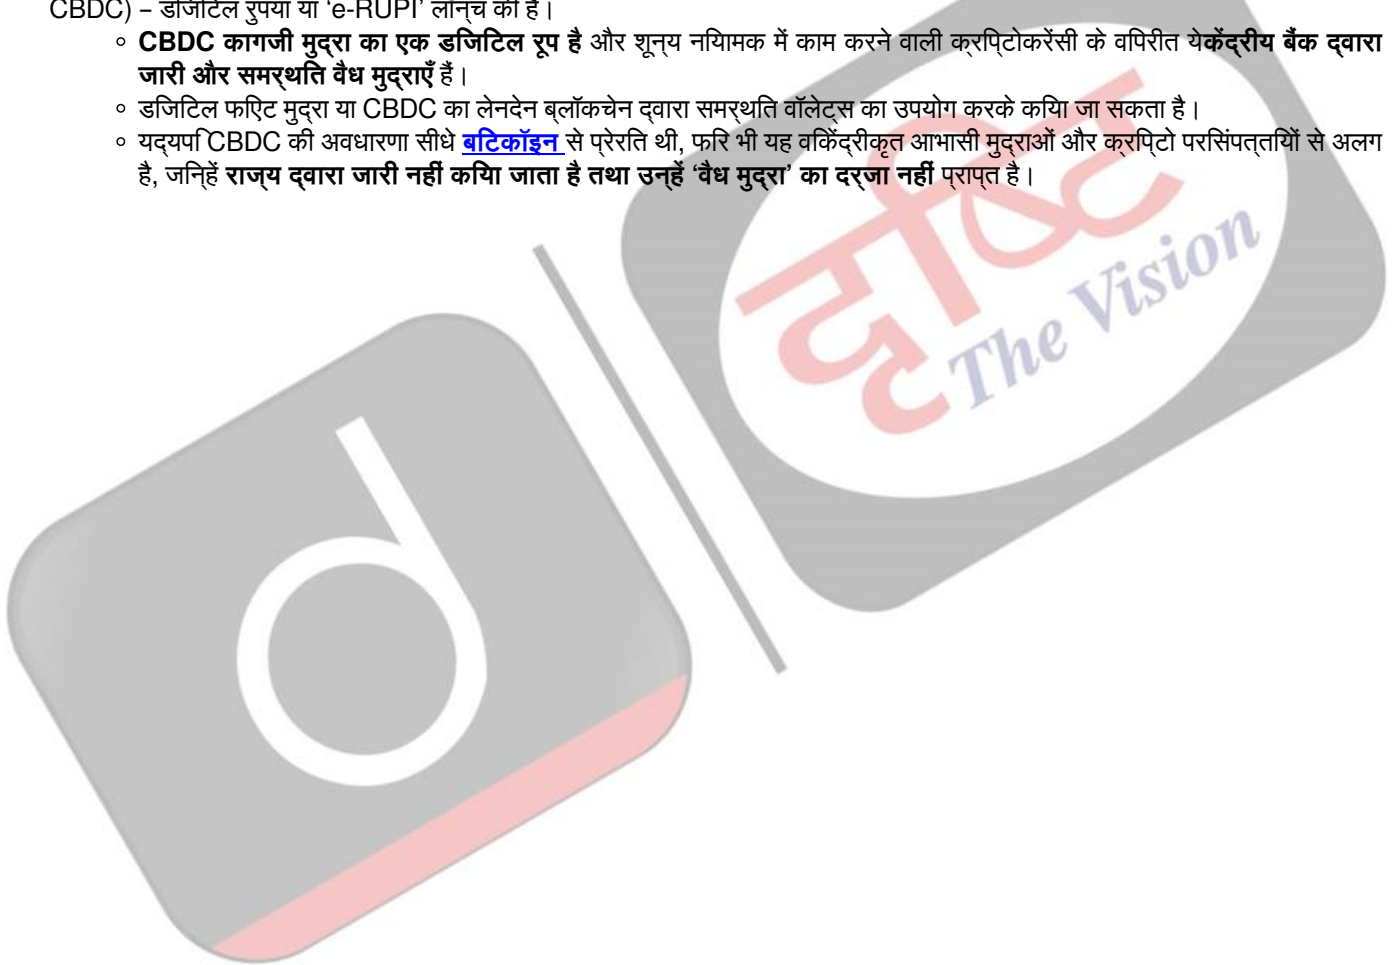 CBDC) – डिजिटल रुपया या 'e-RUPI' लॉन्च की है।
CBDC कागजी मुद्रा का एक डिजिटल रूप है और शून्य नियामक में काम करने वाली क्रिप्टोकरेंसी के विपरीत ये केंद्रीय बैंक द्वारा
जारी और समर्थित वैध मुद्राएँ हैं।
डिजिटल फिएट मुद्रा या CBDC का लेनदेन ब्लॉकचेन द्वारा समर्थित वॉलेट्स का उपयोग करके किया जा सकता है।
यद्यपि CBDC की अवधारणा सीधे बिटकॉइन से प्रेरित थी, फिर भी यह विकेंद्रीकृत आभासी मुद्राओं और क्रिप्टो परिसंपत्तियों से अलग
है, जिन्हें राज्य द्वारा जारी नहीं किया जाता है तथा उन्हें 'वैध मुद्रा' का दर्जा नहीं प्राप्त है।
दृष्टि
The Vision
d